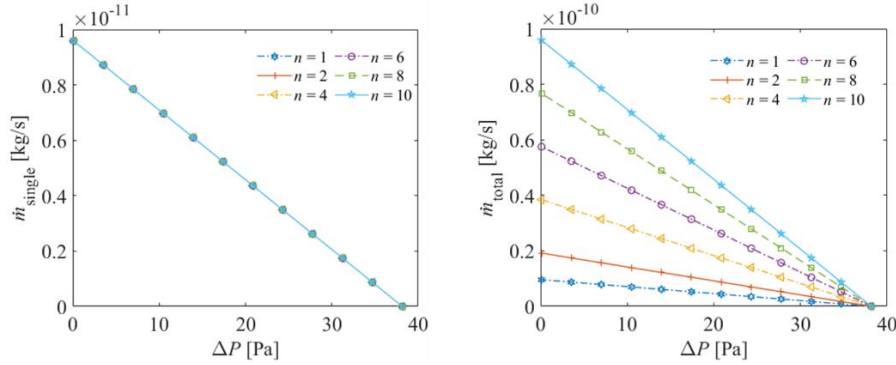 ×10⁻¹¹
1
0.8
0.6
0.4
0.2
0
ṁsingle [kg/s]
n = 1 n = 6
n = 2 n = 8
n = 4 n = 10
0 10 20 30 40
ΔP [Pa]
×10⁻¹⁰
1
0.8
0.6
0.4
0.2
0
ṁtotal [kg/s]
n = 1 n = 6
n = 2 n = 8
n = 4 n = 10
0 10 20 30 40
ΔP [Pa]